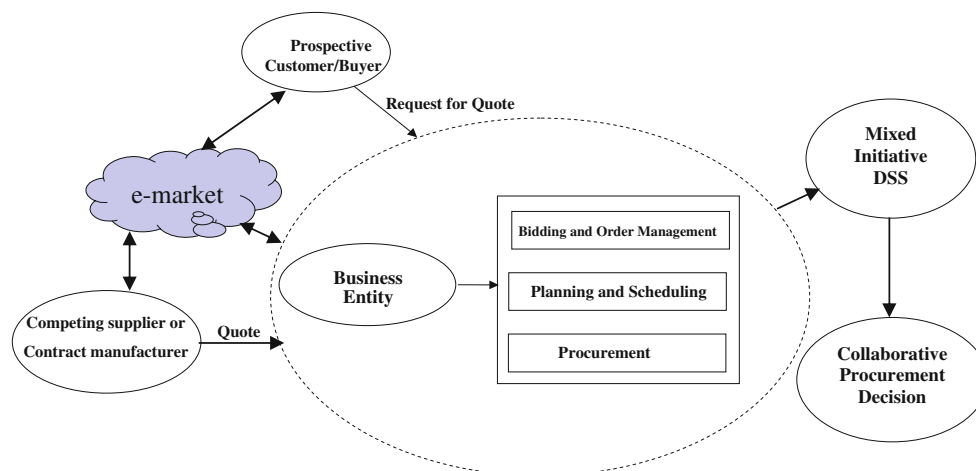 Prospective
Customer/Buyer
Request for Quote
e-market
Mixed
Initiative
DSS
Bidding and Order Management
Business
Entity
Planning and Scheduling
Procurement
Competing supplier or
Contract manufacturer
Quote
Collaborative
Procurement
Decision